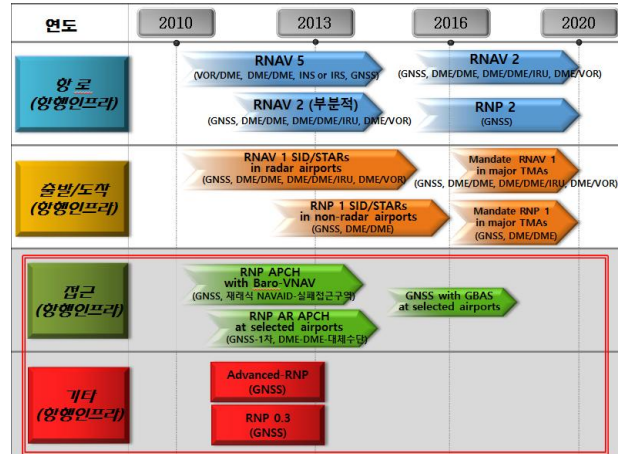 연도
2010
2013
2016
2020
항 로
(항행인프라)
RNAV 5
(VOR/DME, DME/DME, INS or IRS, GNSS)
RNAV 2
(GNSS, DME/DME, DME/DME/IRU, DME/VOR)
RNAV 2 (부분적)
(GNSS, DME/DME, DME/DME/IRU, DME/VOR)
RNP 2
(GNSS)
출발/도착
(항행인프라)
RNAV 1 SID/STARs
in radar airports
(GNSS, DME/DME, DME/DME/IRU, DME/VOR)
Mandate RNAV 1
in major TMAs
(GNSS, DME/DME, DME/DME/IRU, DME/VOR)
RNP 1 SID/STARs
in non-radar airports
(GNSS, DME/DME)
Mandate RNP 1
in major TMAs
(GNSS, DME/DME)
접근
(항행인프라)
RNP APCH
with Baro-VNAV
(GNSS, 재래식 NAVAID-실패접근구역)
GNSS with GBAS
at selected airports
RNP AR APCH
at selected airports
(GNSS-1차, DME-DME-대체수단)
기타
(항행인프라)
Advanced-RNP
(GNSS)
RNP 0.3
(GNSS)